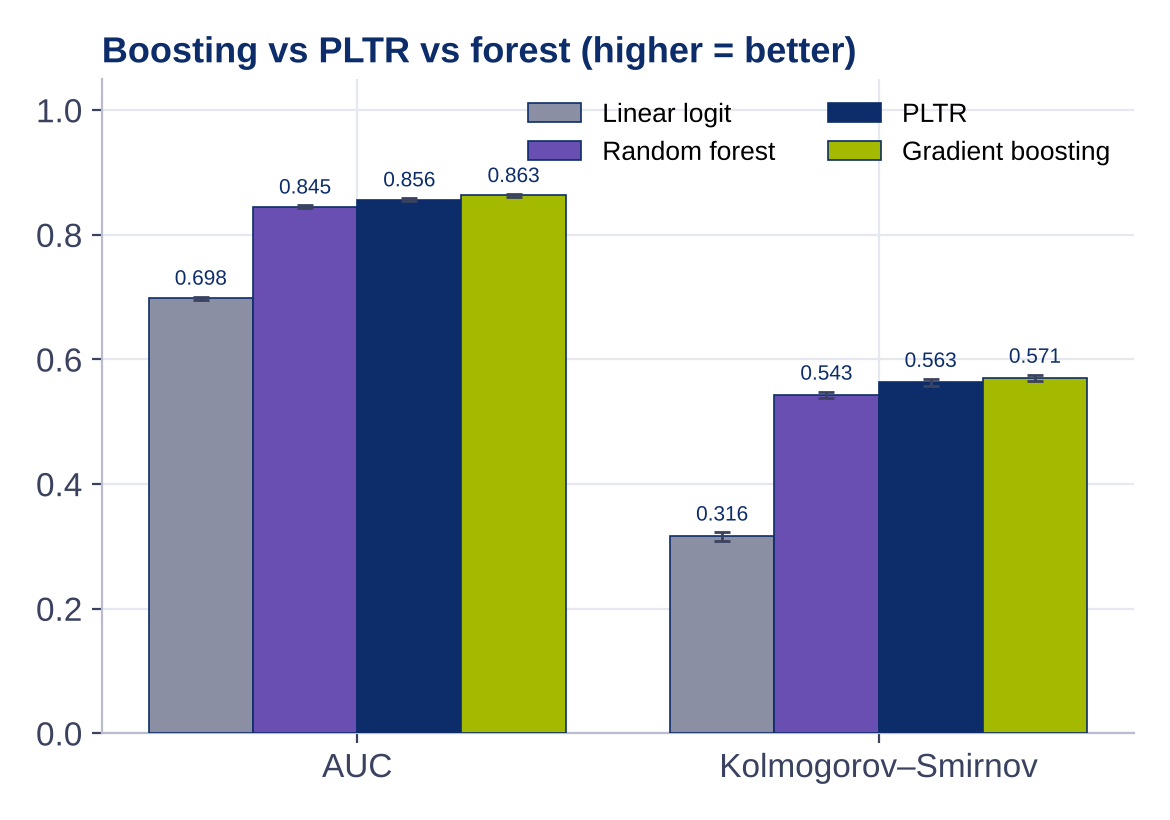 Boosting vs PLTR vs forest (higher = better)
Linear logit
PLTR
Random forest
Gradient boosting
1.0
0.8
0.6
0.4
0.2
0.0
0.698
0.845
0.856
0.863
0.316
0.543
0.563
0.571
AUC
Kolmogorov–Smirnov